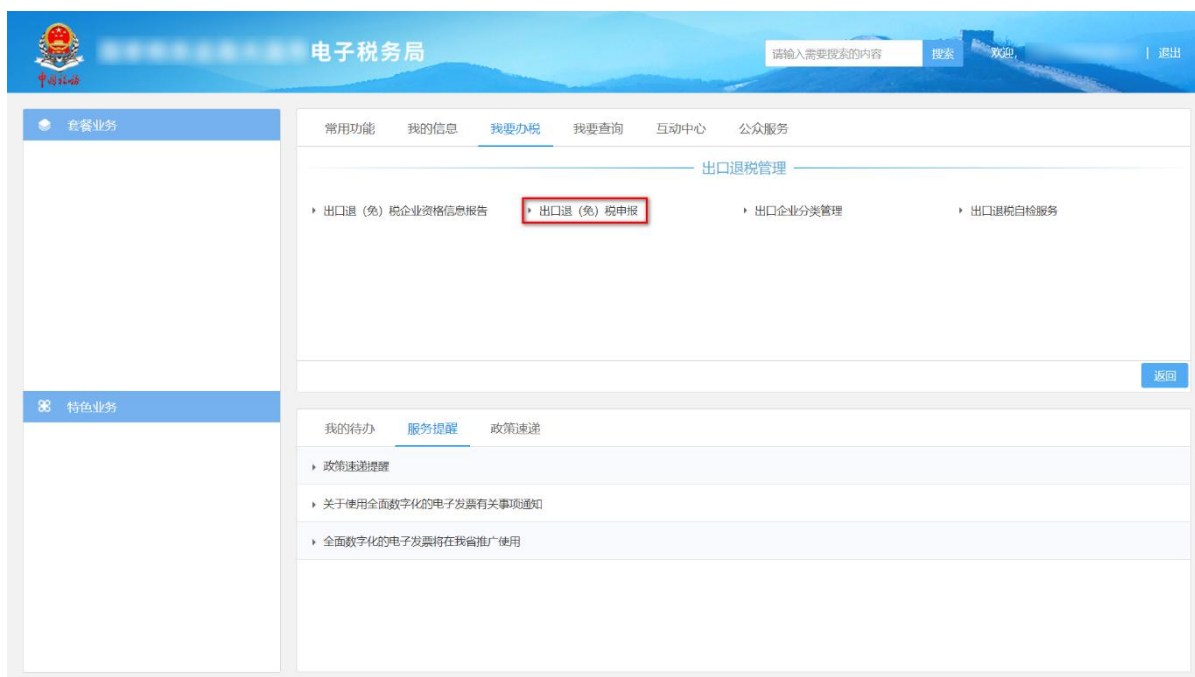 电子税务局
请输入需要搜索的内容 搜索 欢迎, | 退出
中国税务
套餐业务
常用功能 我的信息 我要办税 我要查询 互动中心 公众服务
出口退税管理
出口退（免）税企业资格信息报告 出口退（免）税申报 出口企业分类管理 出口退税自检服务
返回
特色业务
我的待办 服务提醒 政策速递
政策速递提醒
关于使用全面数字化的电子发票有关事项通知
全面数字化的电子发票将在我省推广使用